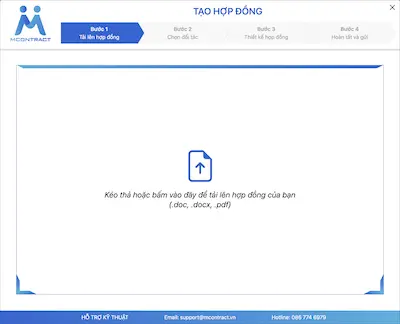 TẠO HỢP ĐỒNG
MCONTRACT
Bước 1
Tải lên hợp đồng
Bước 2
Chọn đối tác
Bước 3
Thiết kế hợp đồng
Bước 4
Hoàn tất và gửi
Kéo thả hoặc bấm vào đây để tải lên hợp đồng của bạn
(.doc, .docx, .pdf)
HỖ TRỢ KỸ THUẬT
Email: support@mcontract.vn
Hotline: 086 774 6979